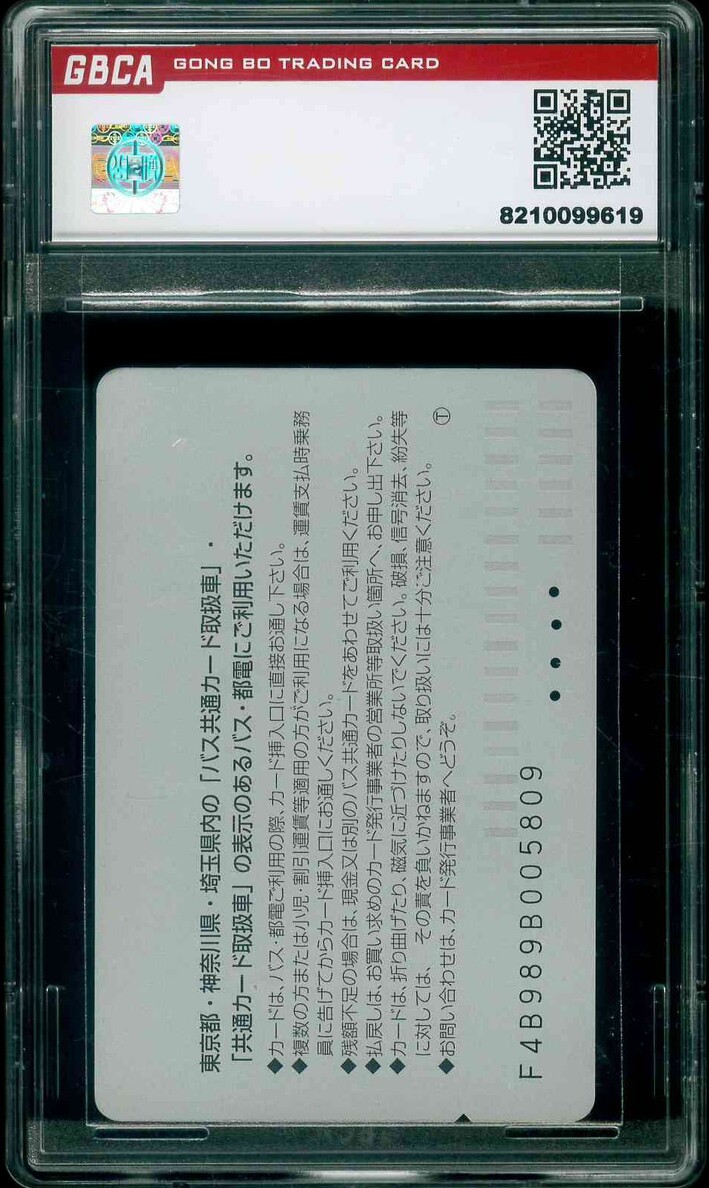 GBCA GONG BO TRADING CARD
8210099619
東京都・神奈川県・埼玉県内の「バス共通カード取扱車」・
「共通カード取扱車」の表示のあるバス・都電にご利用いただけます。
◆カードは、バス・都電ご利用の際、カード挿入口に直接お通し下さい。
◆複数の方または小児・割引運賃等適用の方がご利用になる場合は、運賃支払時乗務
員に告げてからカード挿入口にお通しください。
◆残額不足の場合は、現金又は別のバス共通カードをあわせてご利用ください。
◆払戻しは、お買い求めのカード発行事業者の営業所等取扱い箇所へ、お申し出下さい。
◆カードは、折り曲げたり、磁気に近づけたりしないでください。破損、信号消去、紛失等
に対しては、その責を負いかねますので、取り扱いには十分ご注意ください。
◆お問い合わせは、カード発行事業者へどうぞ。 Ⓣ
F4B989B005809